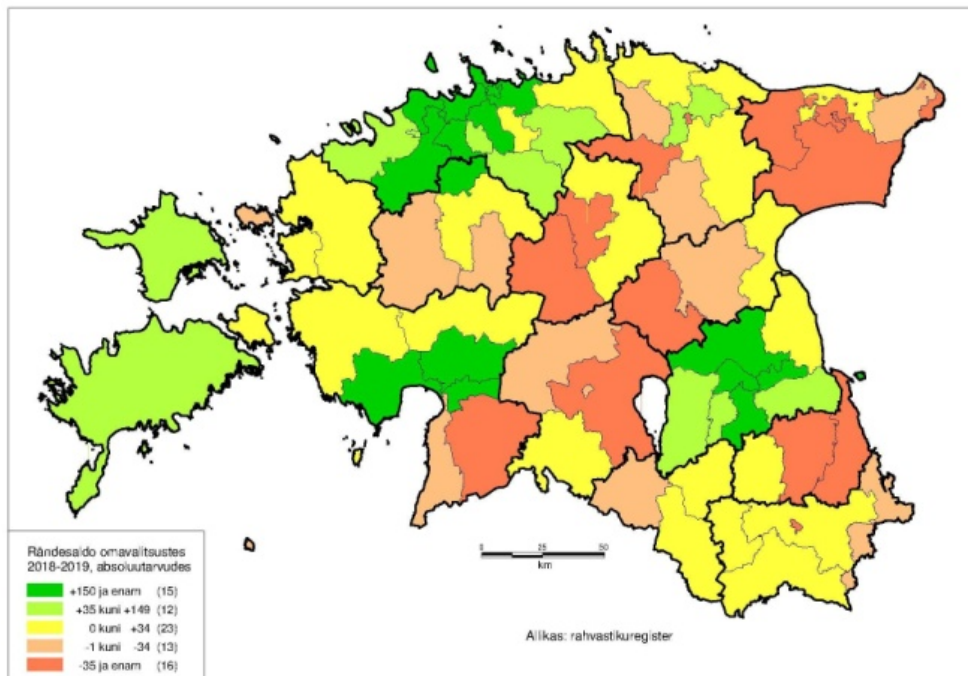 Rändesaldo omavalitsustes
2018-2019, absoluutarvudes
+150 ja enam (15)
+35 kuni +149 (12)
0 kuni +34 (23)
-1 kuni -34 (13)
-35 ja enam (16)
0 25 50
km
Allikas: rahvastikuregister